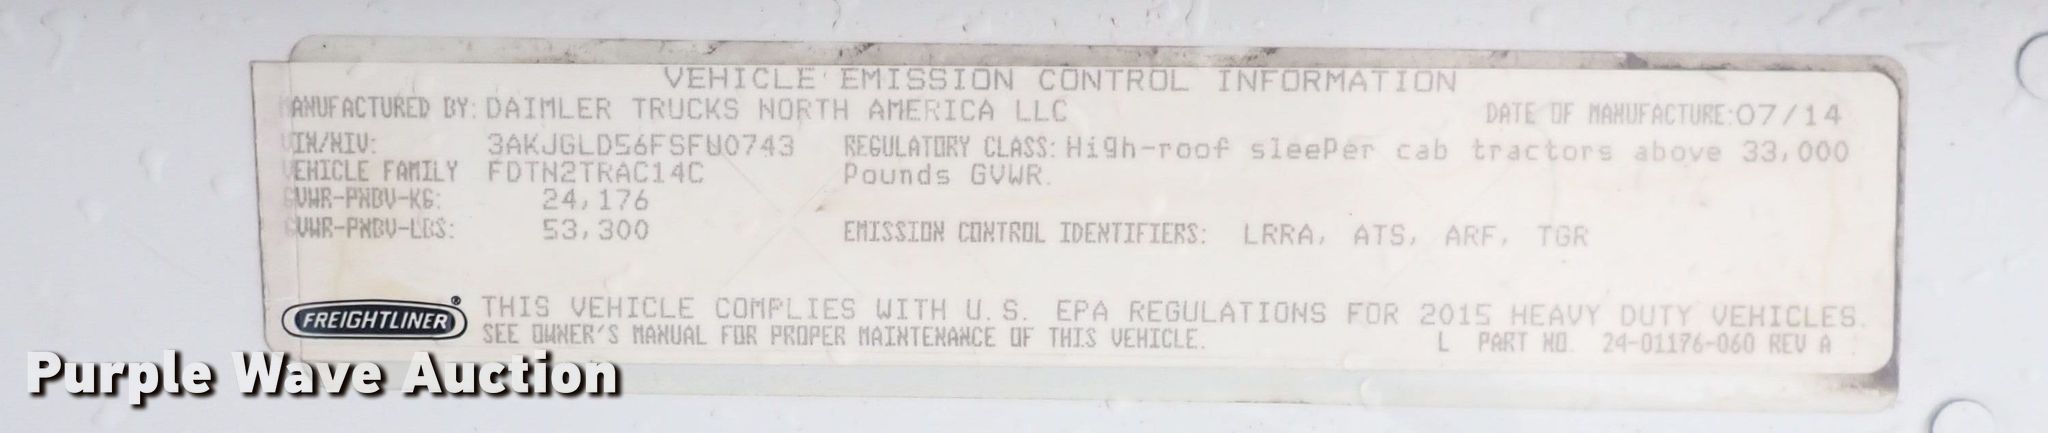 VEHICLE EMISSION CONTROL INFORMATION
MANUFACTURED BY: DAIMLER TRUCKS NORTH AMERICA LLC DATE OF MANUFACTURE: 07/14
VIN/NIV: 3AKJGLD56FSFW0743 REGULATORY CLASS: High-roof sleeper cab tractors above 33,000
VEHICLE FAMILY FDTN2TRAC14C Pounds GVWR.
GVWR-PNBV-KG: 24,176
GVWR-PNBV-LBS: 53,300 EMISSION CONTROL IDENTIFIERS: LRRA, ATS, ARF, TGR
FREIGHTLINER® THIS VEHICLE COMPLIES WITH U.S. EPA REGULATIONS FOR 2015 HEAVY DUTY VEHICLES.
SEE OWNER'S MANUAL FOR PROPER MAINTENANCE OF THIS VEHICLE. L PART NO. 24-01176-060 REV A
Purple Wave Auction